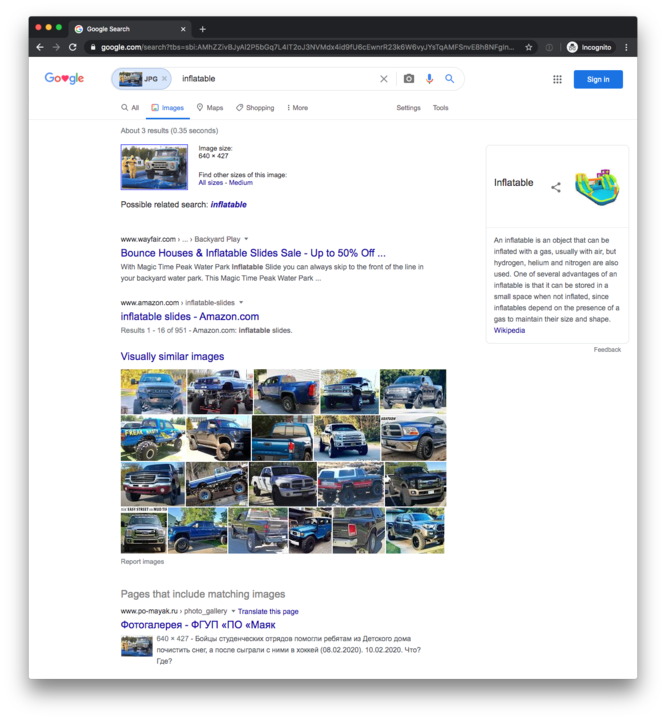 Google Search
google.com/search?tbs=sbi:AMhZZivBJyAl2P5bGq7L4lT2oJ3NVMdx4id9fU6cEwnrR23k6W6vyJYsTqAMFSnvE8h8NFgIn...
Incognito
Google
JPG
inflatable
Sign in
All
Images
Maps
Shopping
More
Settings
Tools
About 3 results (0.35 seconds)
Image size:
640 × 427
Find other sizes of this image:
All sizes - Medium
Possible related search: inflatable
www.wayfair.com › ... › Backyard Play
Bounce Houses & Inflatable Slides Sale - Up to 50% Off ...
With Magic Time Peak Water Park Inflatable Slide you can always skip to the front of the line in
your backyard water park. This Magic Time Peak Water Park ...
www.amazon.com › inflatable-slides
inflatable slides - Amazon.com
Results 1 - 16 of 951 - Amazon.com: inflatable slides.
Visually similar images
Report images
Pages that include matching images
www.po-mayak.ru › photo_gallery
Translate this page
Фотогалерея - ФГУП «ПО «Маяк
640 × 427 - Бойцы студенческих отрядов помогли ребятам из Детского дома
почистить снег, а после сыграли с ними в хоккей (08.02.2020). 10.02.2020. Что?
Где?
Inflatable
An inflatable is an object that can be
inflated with a gas, usually with air, but
hydrogen, helium and nitrogen are also
used. One of several advantages of an
inflatable is that it can be stored in a
small space when not inflated, since
inflatables depend on the presence of a
gas to maintain their size and shape.
Wikipedia
Feedback